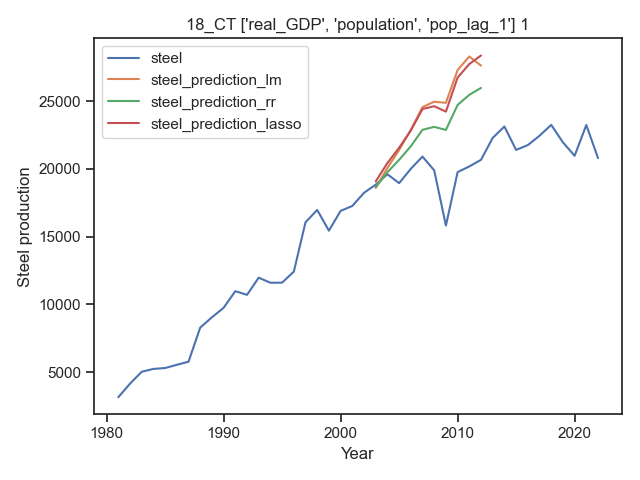 18_CT ['real_GDP', 'population', 'pop_lag_1'] 1
steel
steel_prediction_lm
steel_prediction_rr
steel_prediction_lasso
Steel production
25000
20000
15000
10000
5000
1980
1990
2000
2010
2020
Year